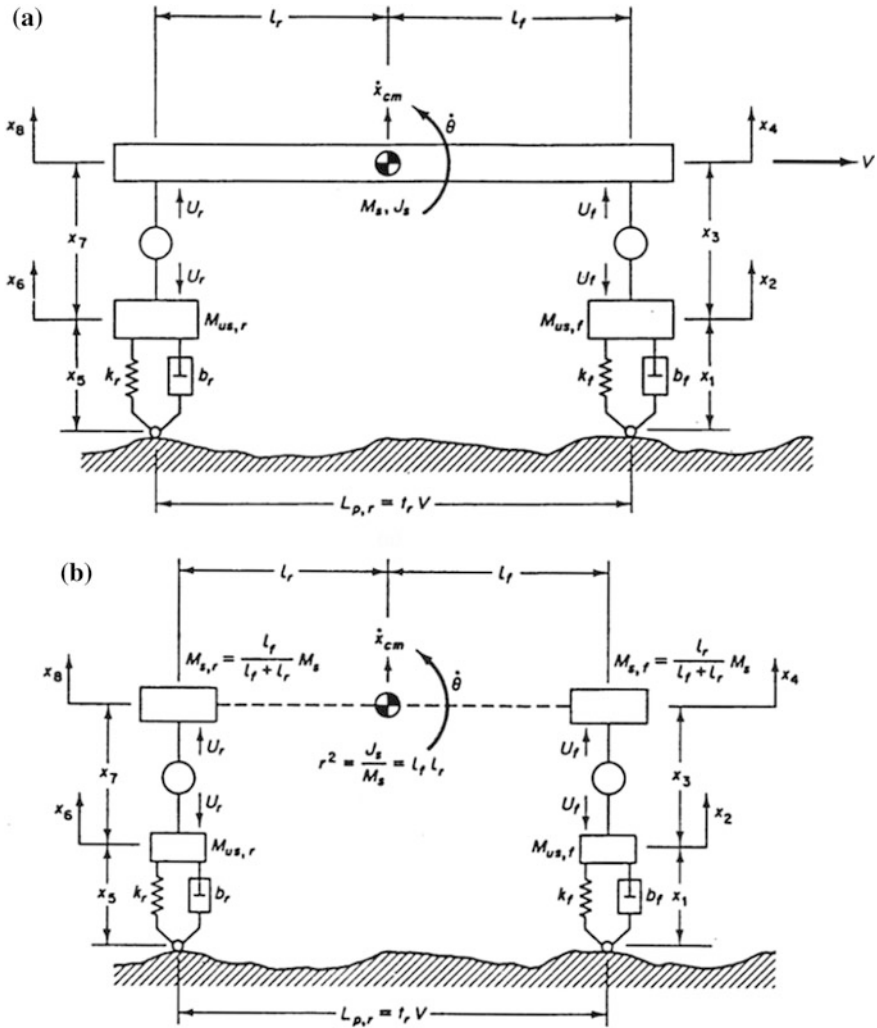 (a)
l_r l_f
ẋ_cm
θ̇
x_8 x_4
V
M_s, J_s
U_r U_f
x_7 x_3
x_6 U_r U_f x_2
M_us,r M_us,f
x_5 k_r b_r k_f b_f x_1
L_p,r = t_r V
(b)
l_r l_f
ẋ_cm
M_s,r = l_f / (l_f + l_r) M_s M_s,f = l_r / (l_f + l_r) M_s
x_8 θ̇ x_4
U_r U_f
r² = J_s / M_s = l_f l_r
x_7 x_3
x_6 U_r U_f x_2
M_us,r M_us,f
x_5 k_r b_r k_f b_f x_1
L_p,r = t_r V